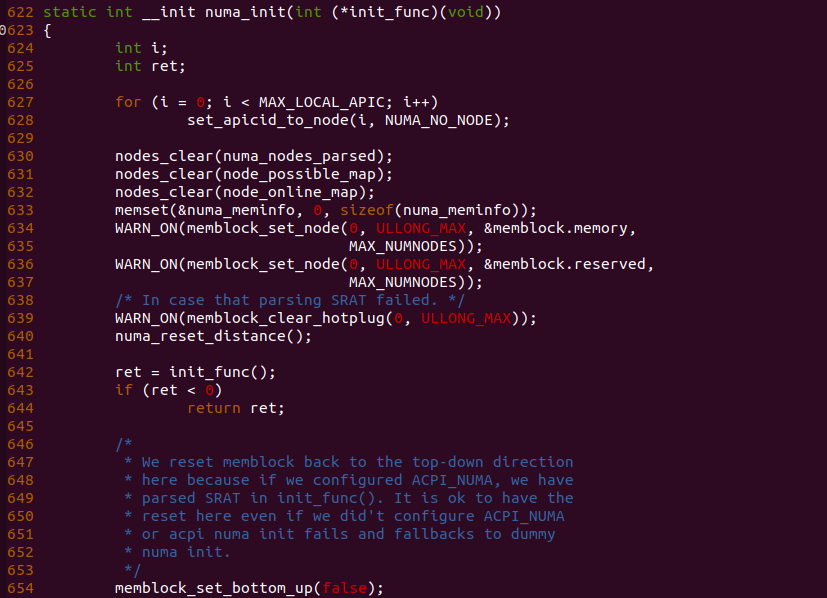 622 static int __init numa_init(int (*init_func)(void))
0623 {
624         int i;
625         int ret;
626
627         for (i = 0; i < MAX_LOCAL_APIC; i++)
628                 set_apicid_to_node(i, NUMA_NO_NODE);
629
630         nodes_clear(numa_nodes_parsed);
631         nodes_clear(node_possible_map);
632         nodes_clear(node_online_map);
633         memset(&numa_meminfo, 0, sizeof(numa_meminfo));
634         WARN_ON(memblock_set_node(0, ULLONG_MAX, &memblock.memory,
635                                   MAX_NUMNODES));
636         WARN_ON(memblock_set_node(0, ULLONG_MAX, &memblock.reserved,
637                                   MAX_NUMNODES));
638         /* In case that parsing SRAT failed. */
639         WARN_ON(memblock_clear_hotplug(0, ULLONG_MAX));
640         numa_reset_distance();
641
642         ret = init_func();
643         if (ret < 0)
644                 return ret;
645
646         /*
647          * We reset memblock back to the top-down direction
648          * here because if we configured ACPI_NUMA, we have
649          * parsed SRAT in init_func(). It is ok to have the
650          * reset here even if we did't configure ACPI_NUMA
651          * or acpi numa init fails and fallbacks to dummy
652          * numa init.
653          */
654         memblock_set_bottom_up(false);